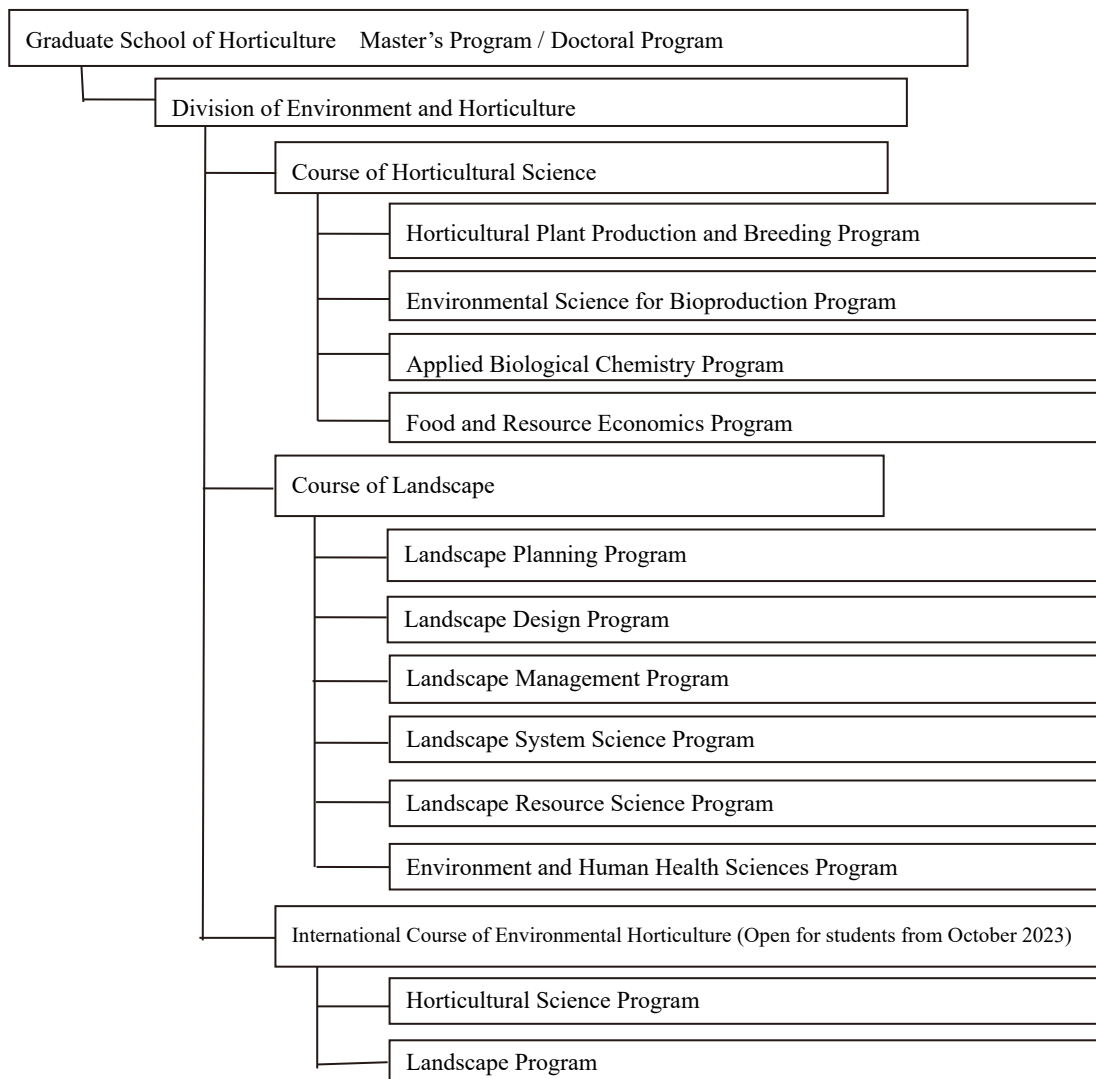 Graduate School of Horticulture　Master’s Program / Doctoral Program
Division of Environment and Horticulture
Course of Horticultural Science
Horticultural Plant Production and Breeding Program
Environmental Science for Bioproduction Program
Applied Biological Chemistry Program
Food and Resource Economics Program
Course of Landscape
Landscape Planning Program
Landscape Design Program
Landscape Management Program
Landscape System Science Program
Landscape Resource Science Program
Environment and Human Health Sciences Program
International Course of Environmental Horticulture (Open for students from October 2023)
Horticultural Science Program
Landscape Program